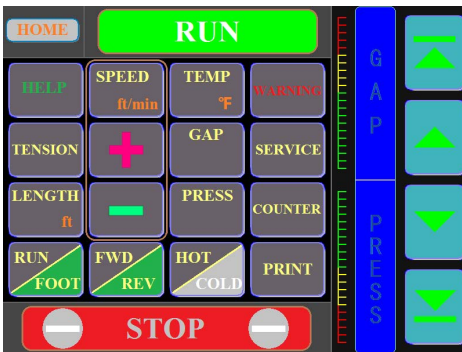 HOME
RUN
HELP
SPEED
ft/min
TEMP
°F
WARNING
TENSION
+
GAP
SERVICE
LENGTH
ft
−
PRESS
COUNTER
RUN
FOOT
FWD
REV
HOT
COLD
PRINT
STOP
GAP
PRESS